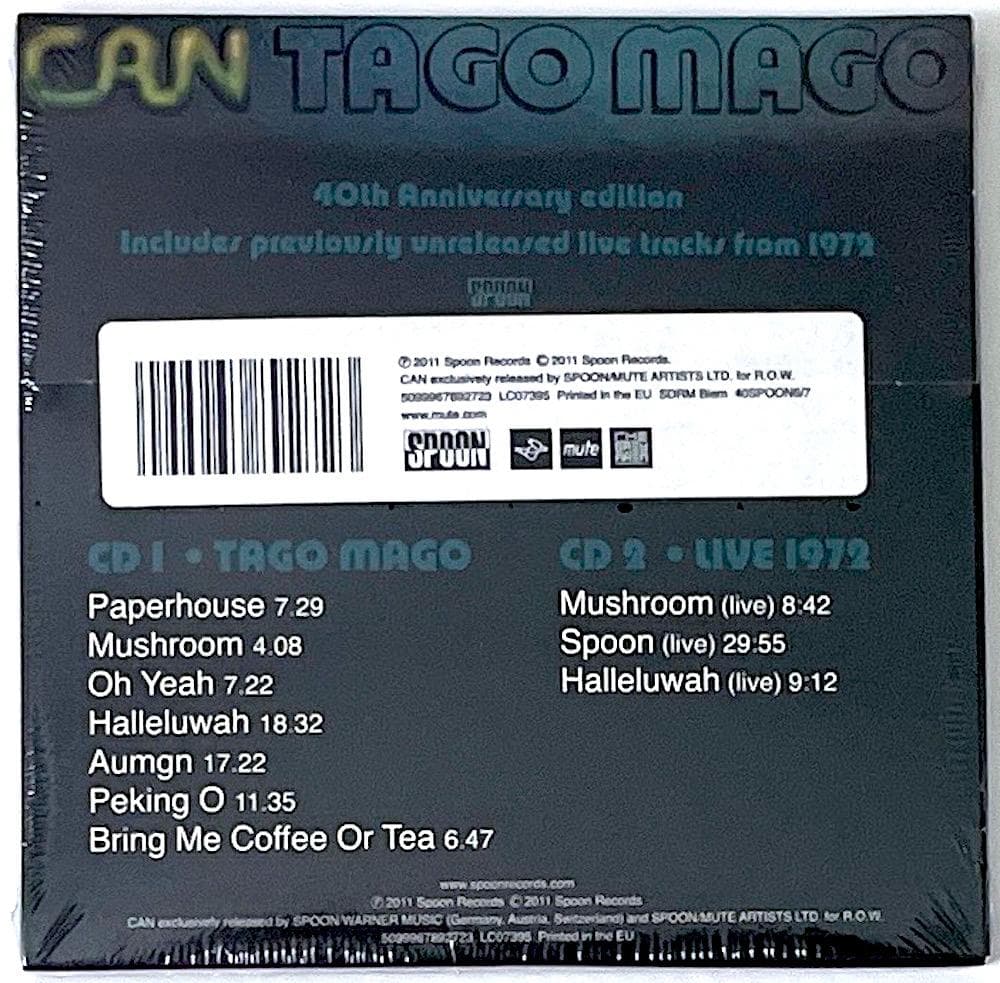 CAN TAGO MAGO
40th Anniversary edition
Includes previously unreleased live tracks from 1972
SPOON
℗ 2011 Spoon Records © 2011 Spoon Records.
CAN exclusively released by SPOON/MUTE ARTISTS LTD. for R.O.W.
5099967892723 LC07395 Printed in the EU SDRM Biem 40SPOON6/7
www.mute.com
SPOON mute
CD 1 • TAGO MAGO
Paperhouse 7.29
Mushroom 4.08
Oh Yeah 7.22
Halleluwah 18.32
Aumgn 17.22
Peking O 11.35
Bring Me Coffee Or Tea 6.47
CD 2 • LIVE 1972
Mushroom (live) 8:42
Spoon (live) 29:55
Halleluwah (live) 9:12
www.spoonrecords.com
℗ 2011 Spoon Records © 2011 Spoon Records
CAN exclusively released by SPOON/WARNER MUSIC (Germany, Austria, Switzerland) and SPOON/MUTE ARTISTS LTD. for R.O.W.
5099967892723 LC07395 Printed in the EU